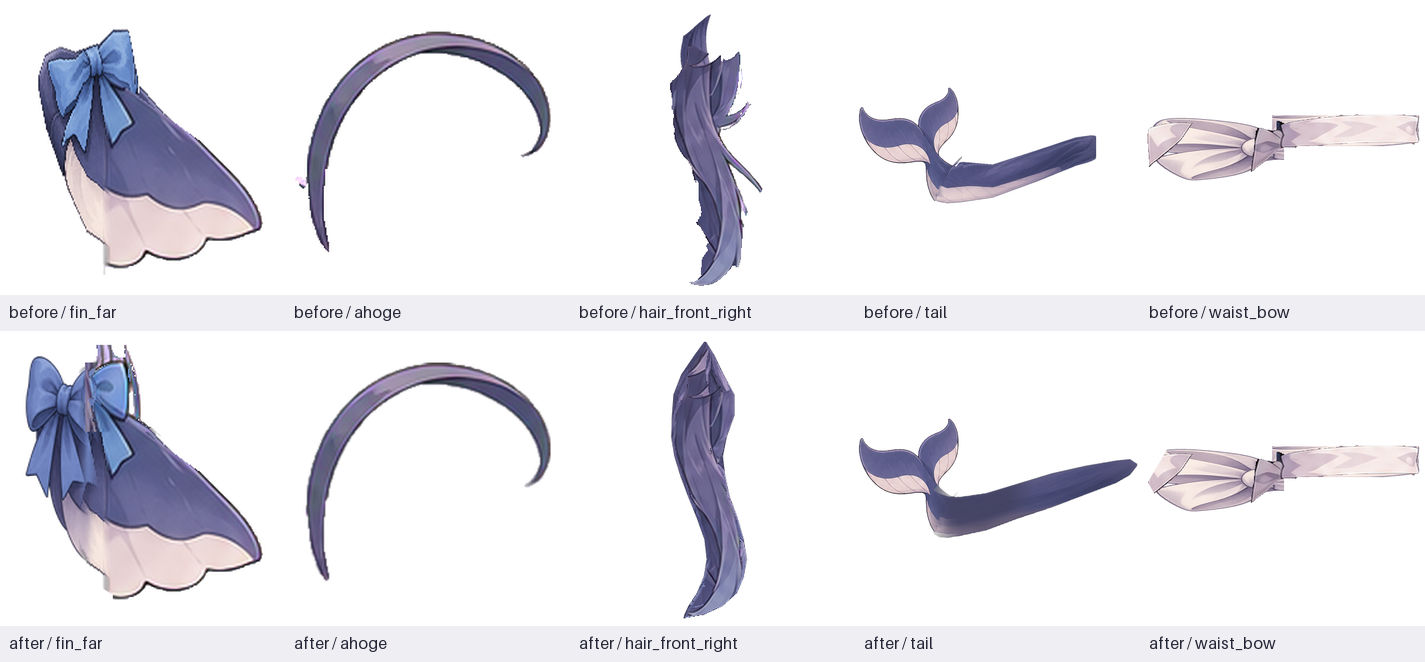 before / fin_far
before / ahoge
before / hair_front_right
before / tail
before / waist_bow
after / fin_far
after / ahoge
after / hair_front_right
after / tail
after / waist_bow